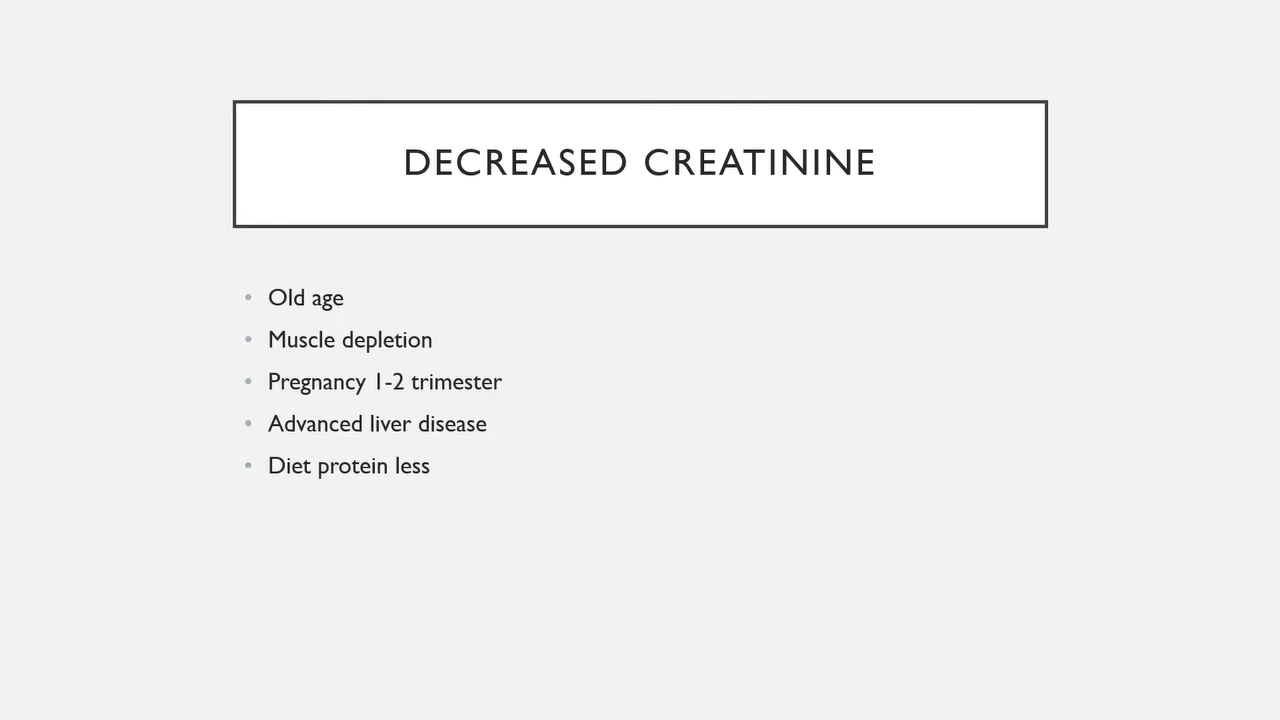 DECREASED CREATININE
• Old age
• Muscle depletion
• Pregnancy 1-2 trimester
• Advanced liver disease
• Diet protein less